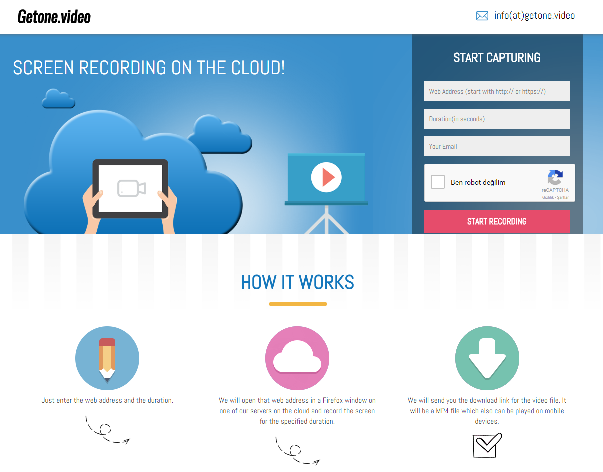 Getone.video
info(at)getone.video
SCREEN RECORDING ON THE CLOUD!
START CAPTURING
Web Address (start with http:// or https://)
Duration (in seconds)
Your Email
Ben robot değilim
reCAPTCHA
START RECORDING
HOW IT WORKS
Just enter the web address and the duration.
We will open that web address in a Firefox window on
one of our servers on the cloud and record the screen
for the specified duration.
We will send you the download link for the video file. It
will be a MP4 file which also can be played on mobile
devices.